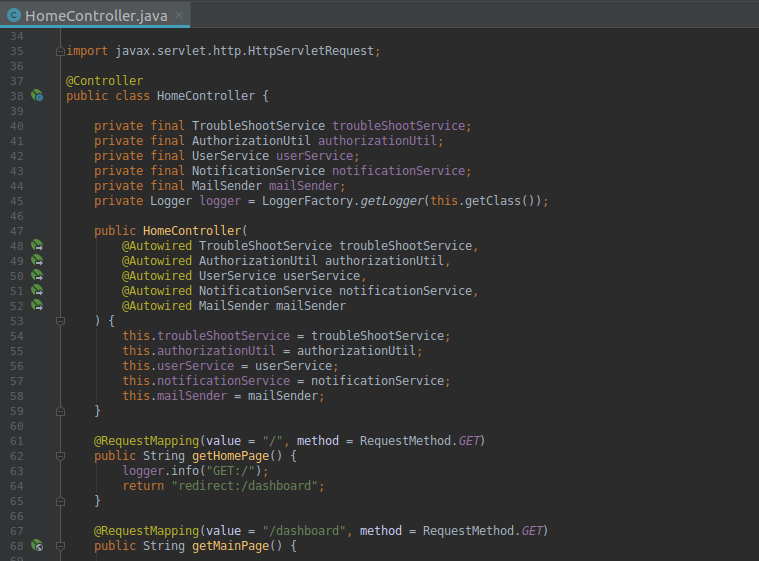 HomeController.java
34
35 import javax.servlet.http.HttpServletRequest;
36
37 @Controller
38 public class HomeController {
39
40 private final TroubleShootService troubleShootService;
41 private final AuthorizationUtil authorizationUtil;
42 private final UserService userService;
43 private final NotificationService notificationService;
44 private final MailSender mailSender;
45 private Logger logger = LoggerFactory.getLogger(this.getClass());
46
47 public HomeController(
48 @Autowired TroubleShootService troubleShootService,
49 @Autowired AuthorizationUtil authorizationUtil,
50 @Autowired UserService userService,
51 @Autowired NotificationService notificationService,
52 @Autowired MailSender mailSender
53 ) {
54 this.troubleShootService = troubleShootService;
55 this.authorizationUtil = authorizationUtil;
56 this.userService = userService;
57 this.notificationService = notificationService;
58 this.mailSender = mailSender;
59 }
60
61 @RequestMapping(value = "/", method = RequestMethod.GET)
62 public String getHomePage() {
63 logger.info("GET:/");
64 return "redirect:/dashboard";
65 }
66
67 @RequestMapping(value = "/dashboard", method = RequestMethod.GET)
68 public String getMainPage() {